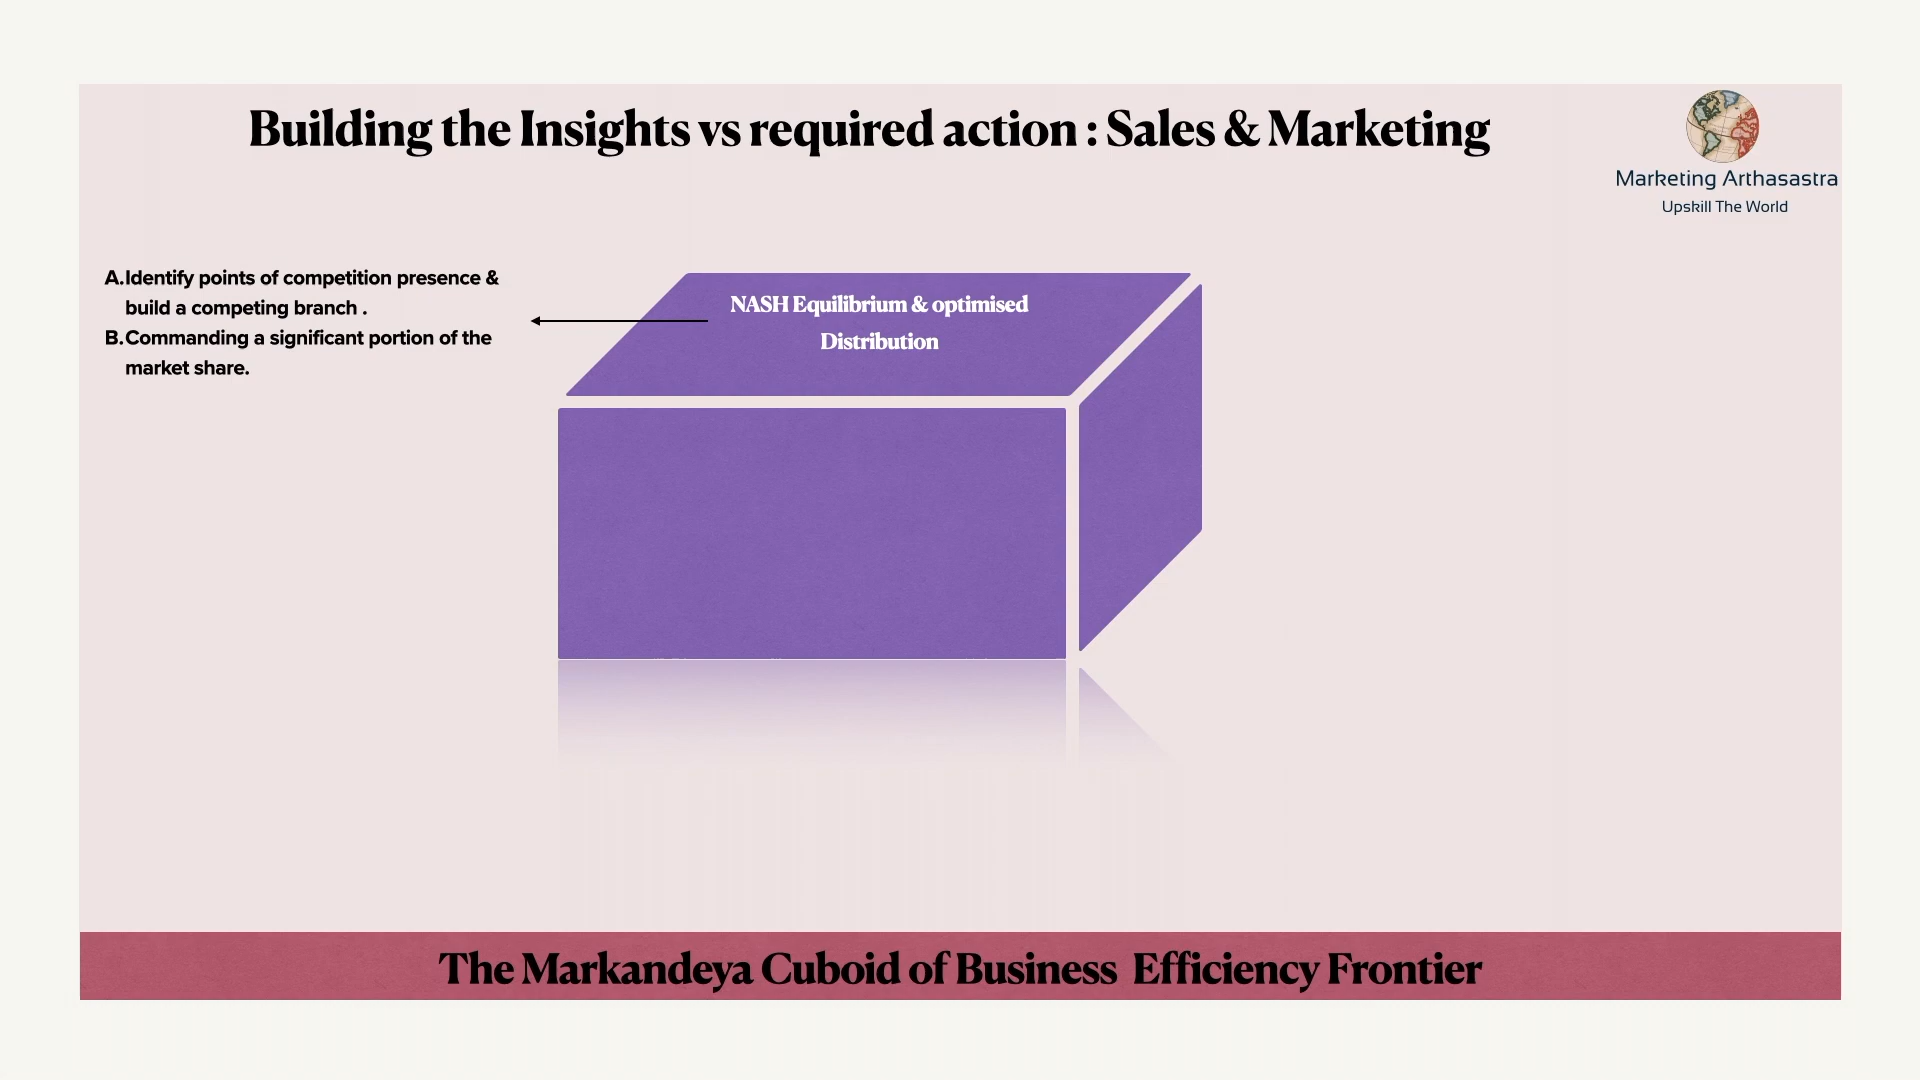 Building the Insights vs required action : Sales & Marketing
Marketing Arthasastra
Upskill The World
A.Identify points of competition presence &
build a competing branch .
B.Commanding a significant portion of the
market share.
NASH Equilibrium & optimised
Distribution
The Markandeya Cuboid of Business Efficiency Frontier